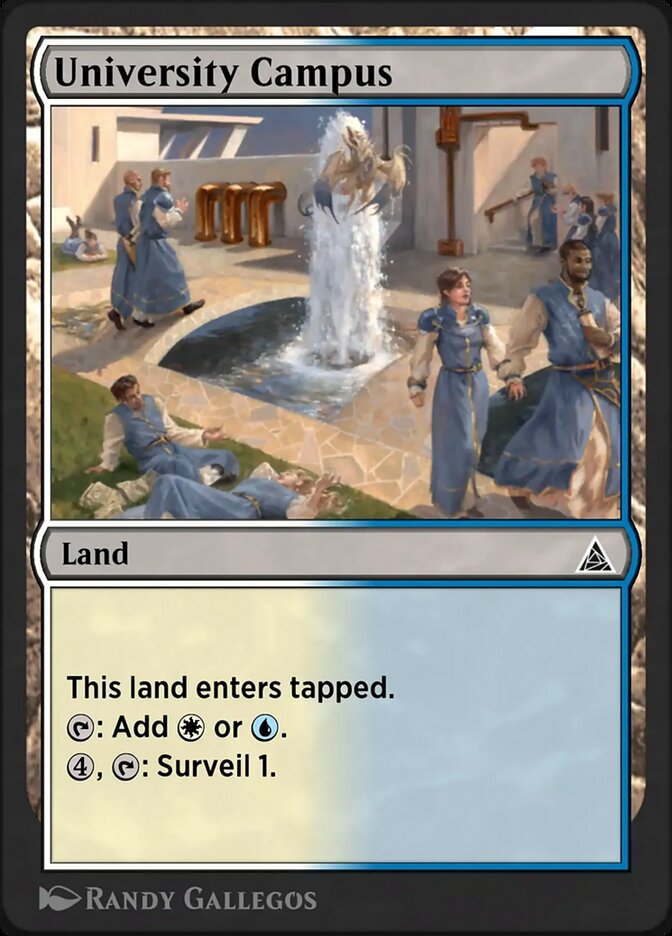 University Campus
Land
This land enters tapped.
: Add or .
4, : Surveil 1.
Randy Gallegos